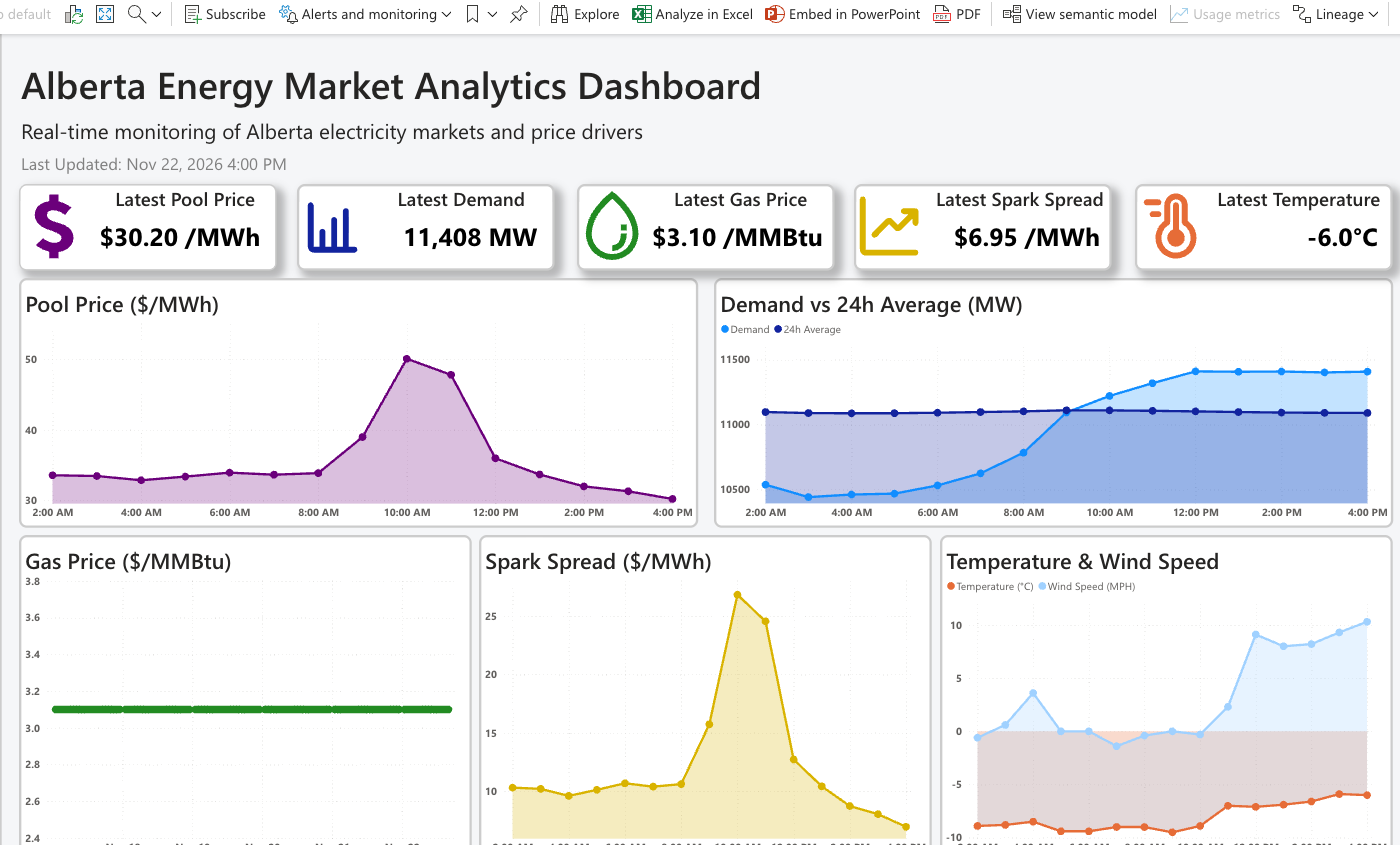 default
Subscribe
Alerts and monitoring
Explore
Analyze in Excel
Embed in PowerPoint
PDF
View semantic model
Usage metrics
Lineage
Alberta Energy Market Analytics Dashboard
Real-time monitoring of Alberta electricity markets and price drivers
Last Updated: Nov 22, 2026 4:00 PM
Latest Pool Price
$30.20 /MWh
Latest Demand
11,408 MW
Latest Gas Price
$3.10 /MMBtu
Latest Spark Spread
$6.95 /MWh
Latest Temperature
-6.0°C
Pool Price ($/MWh)
50
40
30
2:00 AM 4:00 AM 6:00 AM 8:00 AM 10:00 AM 12:00 PM 2:00 PM 4:00 PM
Demand vs 24h Average (MW)
Demand 24h Average
11500
11000
10500
2:00 AM 4:00 AM 6:00 AM 8:00 AM 10:00 AM 12:00 PM 2:00 PM 4:00 PM
Gas Price ($/MMBtu)
3.8
3.6
3.4
3.2
3.0
2.8
2.6
2.4
Spark Spread ($/MWh)
25
20
15
10
Temperature & Wind Speed
Temperature (°C) Wind Speed (MPH)
10
5
0
-5
-10